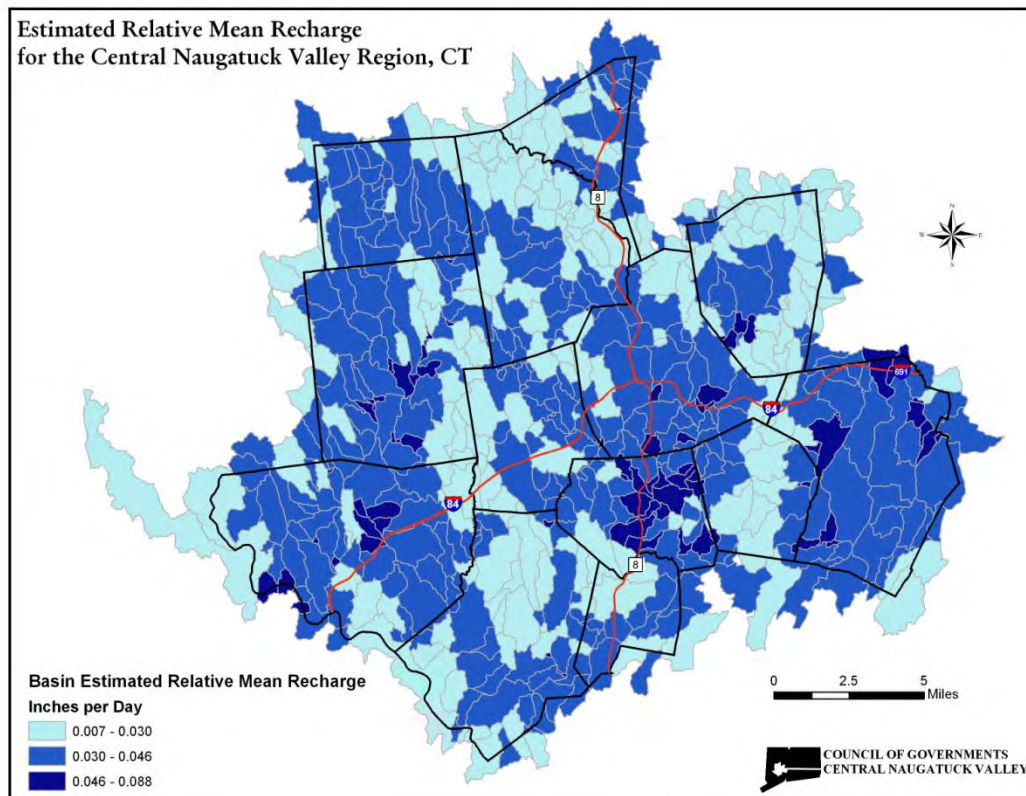 Estimated Relative Mean Recharge
for the Central Naugatuck Valley Region, CT
8
N
W
E
S
691
84
84
8
Basin Estimated Relative Mean Recharge
Inches per Day
0.007 - 0.030
0.030 - 0.046
0.046 - 0.088
0 2.5 5
Miles
COUNCIL OF GOVERNMENTS
CENTRAL NAUGATUCK VALLEY